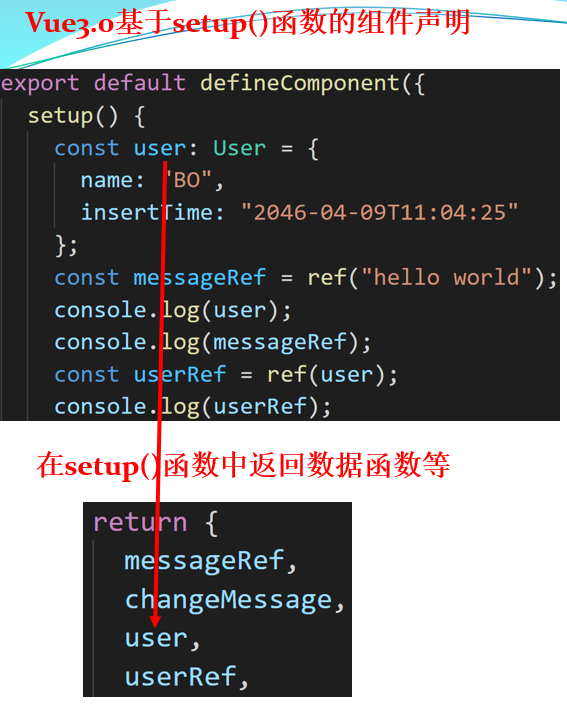 Vue3.0基于setup()函数的组件声明
export default defineComponent({
setup() {
const user: User = {
name: "BO",
insertTime: "2046-04-09T11:04:25"
};
const messageRef = ref("hello world");
console.log(user);
console.log(messageRef);
const userRef = ref(user);
console.log(userRef);
在setup()函数中返回数据函数等
return {
messageRef,
changeMessage,
user,
userRef,